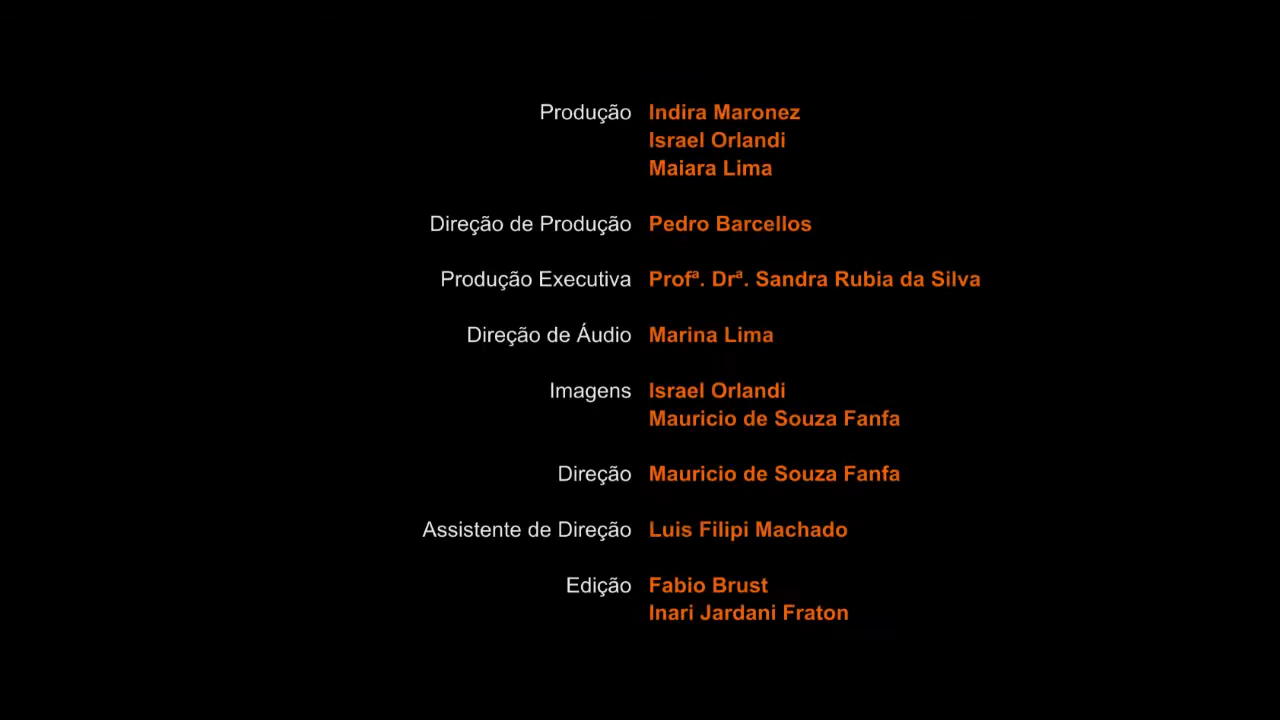 Produção Indira Maronez
Israel Orlandi
Maiara Lima
Direção de Produção Pedro Barcellos
Produção Executiva Profª. Drª. Sandra Rubia da Silva
Direção de Áudio Marina Lima
Imagens Israel Orlandi
Mauricio de Souza Fanfa
Direção Mauricio de Souza Fanfa
Assistente de Direção Luis Filipi Machado
Edição Fabio Brust
Inari Jardani Fraton